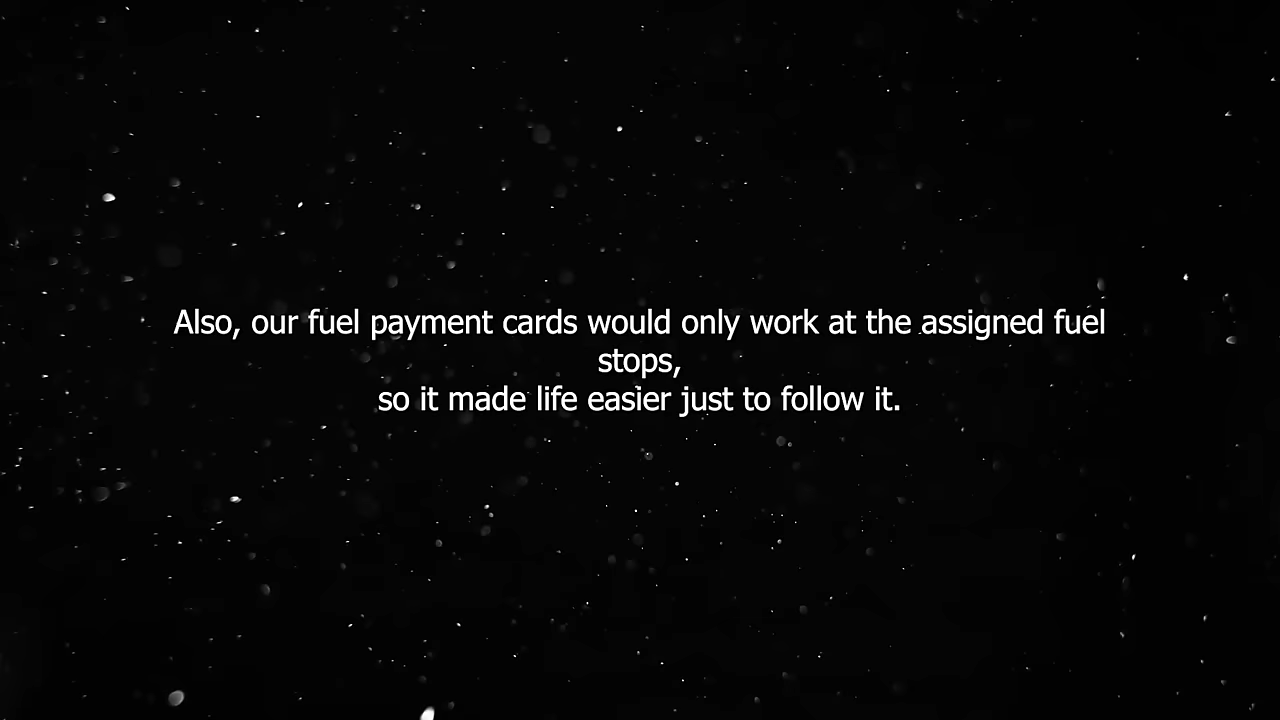 Also, our fuel payment cards would only work at the assigned fuel
stops,
so it made life easier just to follow it.